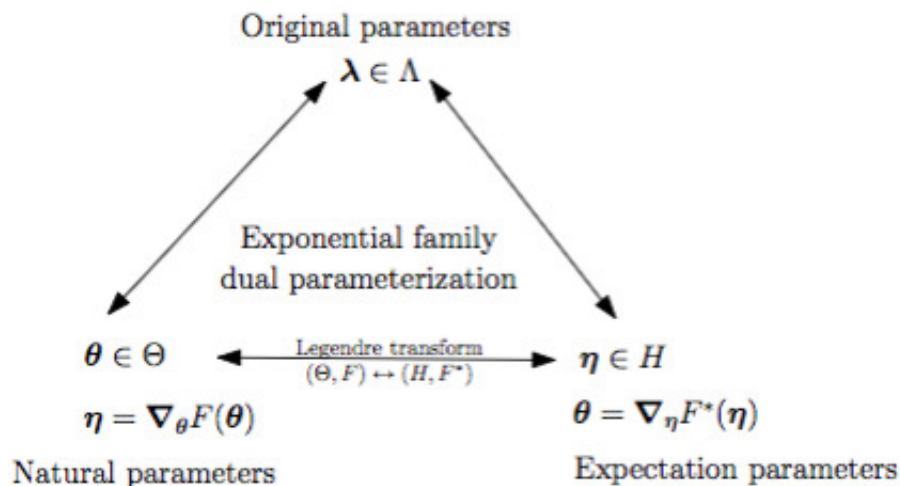 Original parameters
λ ∈ Λ
Exponential family
dual parameterization
θ ∈ Θ
Legendre transform
(Θ, F) ↔ (H, F*)
η ∈ H
η = ∇θF(θ)
θ = ∇ηF*(η)
Natural parameters
Expectation parameters